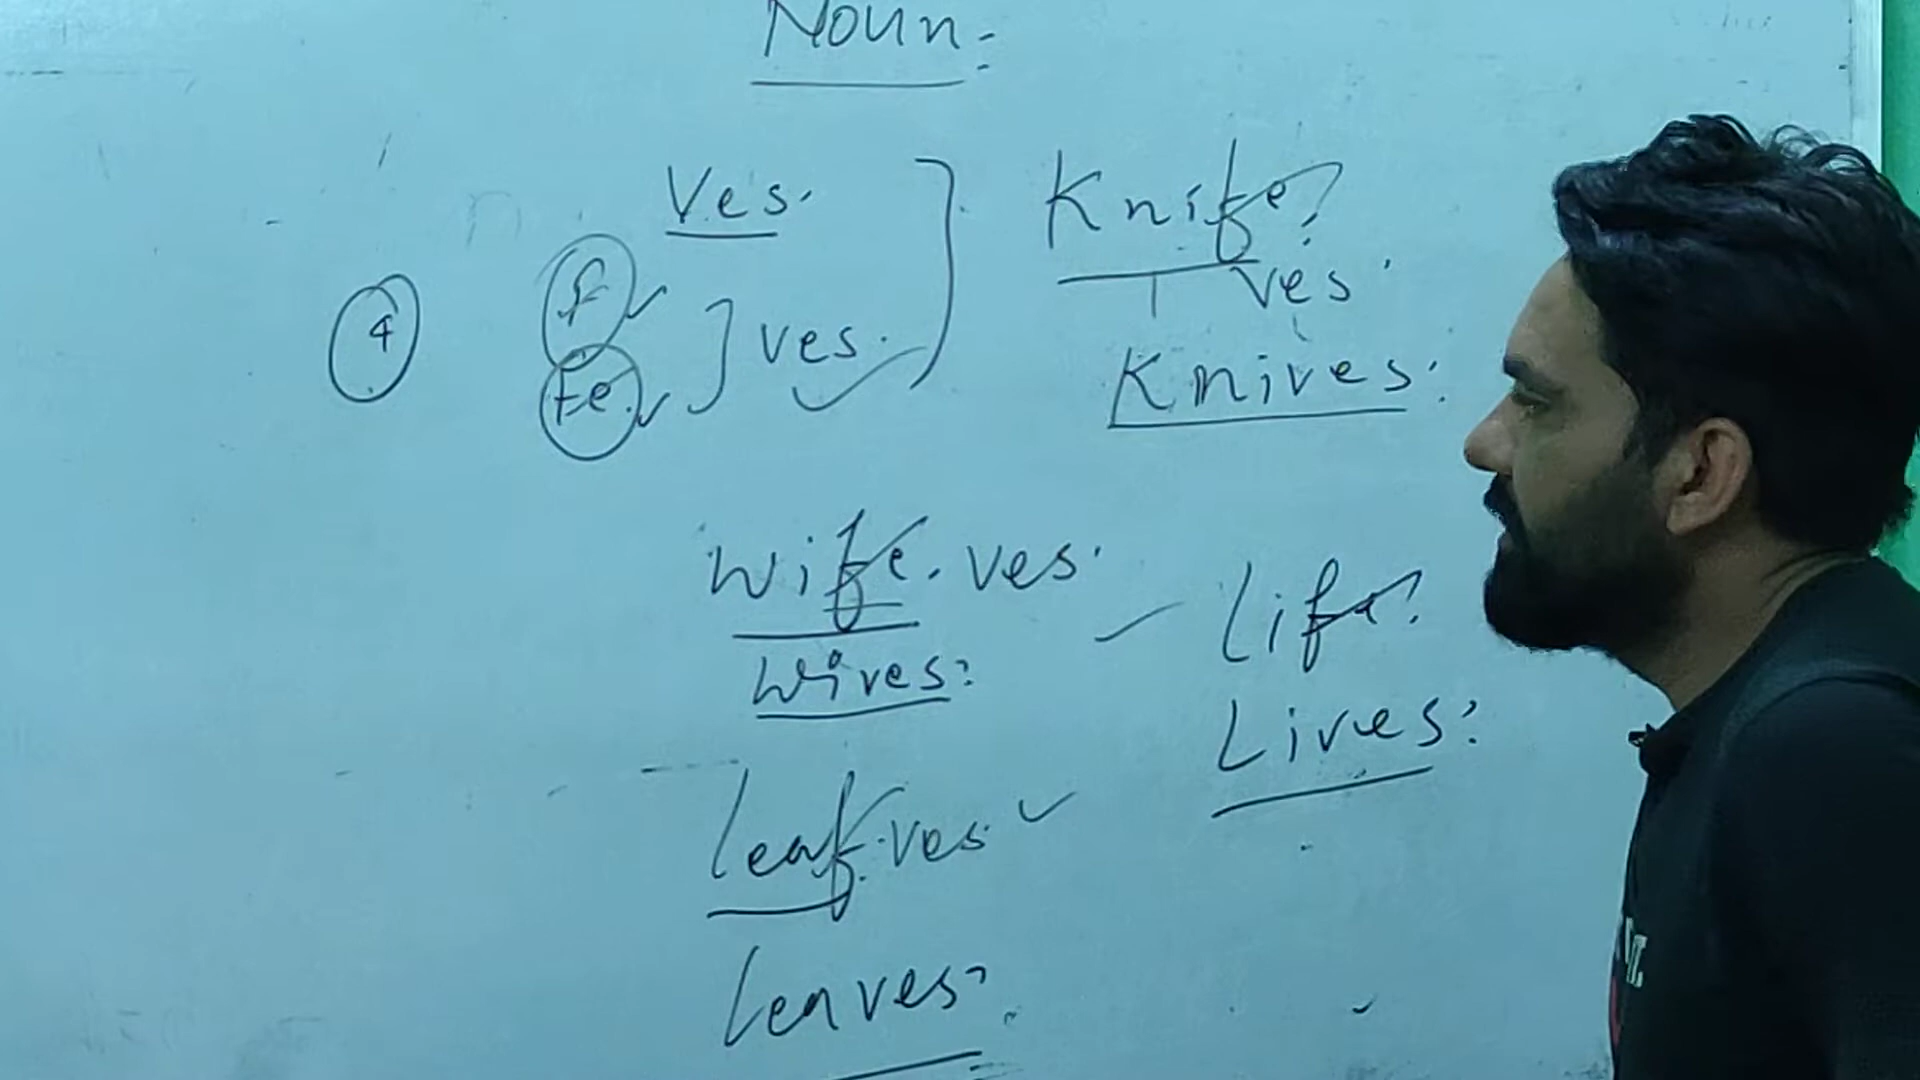 Noun:
Ves.
4
f
fe
ves.
Knife
ves
Knives:
Wife. ves.
Wives:
Life
Lives:
leaf. ves
leaves: